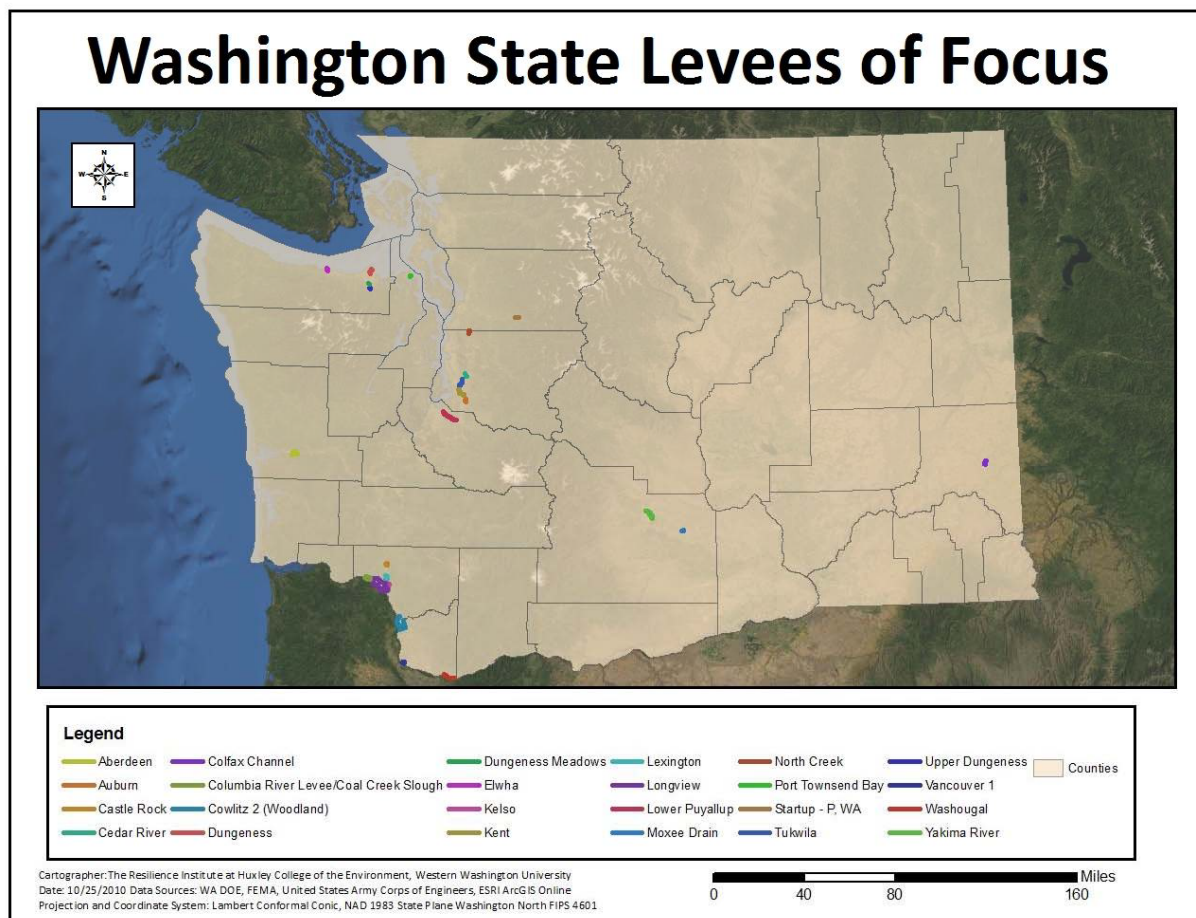 Washington State Levees of Focus
N
W E
S
Legend
Aberdeen
Auburn
Castle Rock
Cedar River
Colfax Channel
Columbia River Levee/Coal Creek Slough
Cowlitz 2 (Woodland)
Dungeness
Dungeness Meadows
Elwha
Kelso
Kent
Lexington
Longview
Lower Puyallup
Moxee Drain
North Creek
Port Townsend Bay
Startup - P, WA
Tukwila
Upper Dungeness
Vancouver 1
Washougal
Yakima River
Counties
Cartographer:The Resilience Institute at Huxley College of the Environment, Western Washington University
Date: 10/25/2010 Data Sources: WA DOE, FEMA, United States Army Corps of Engineers, ESRI ArcGIS Online
Projection and Coordinate System: Lambert Conformal Conic, NAD 1983 State Plane Washington North FIPS 4601
Miles
0 40 80 160